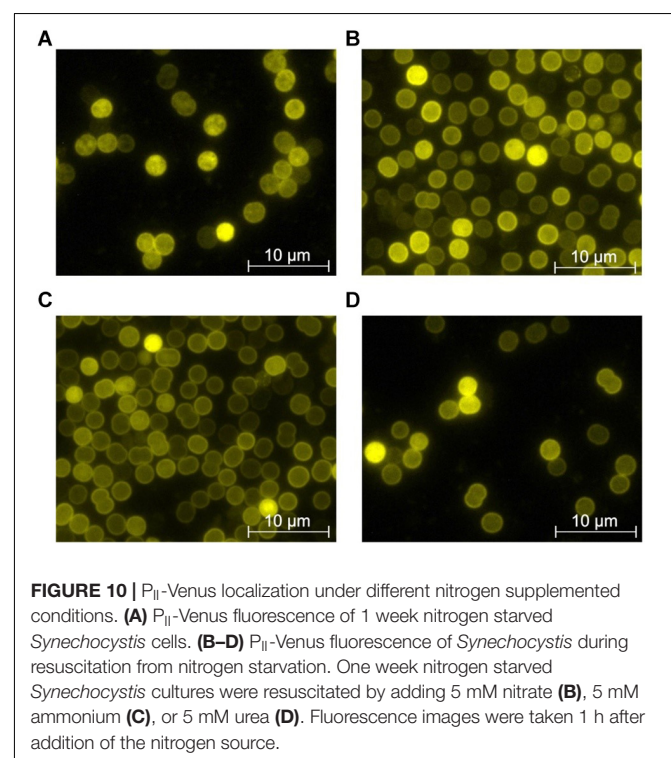 A
B
10 µm
10 µm
C
D
10 µm
10 µm
FIGURE 10 | PII-Venus localization under different nitrogen supplemented
conditions. (A) PII-Venus fluorescence of 1 week nitrogen starved
Synechocystis cells. (B–D) PII-Venus fluorescence of Synechocystis during
resuscitation from nitrogen starvation. One week nitrogen starved
Synechocystis cultures were resuscitated by adding 5 mM nitrate (B), 5 mM
ammonium (C), or 5 mM urea (D). Fluorescence images were taken 1 h after
addition of the nitrogen source.